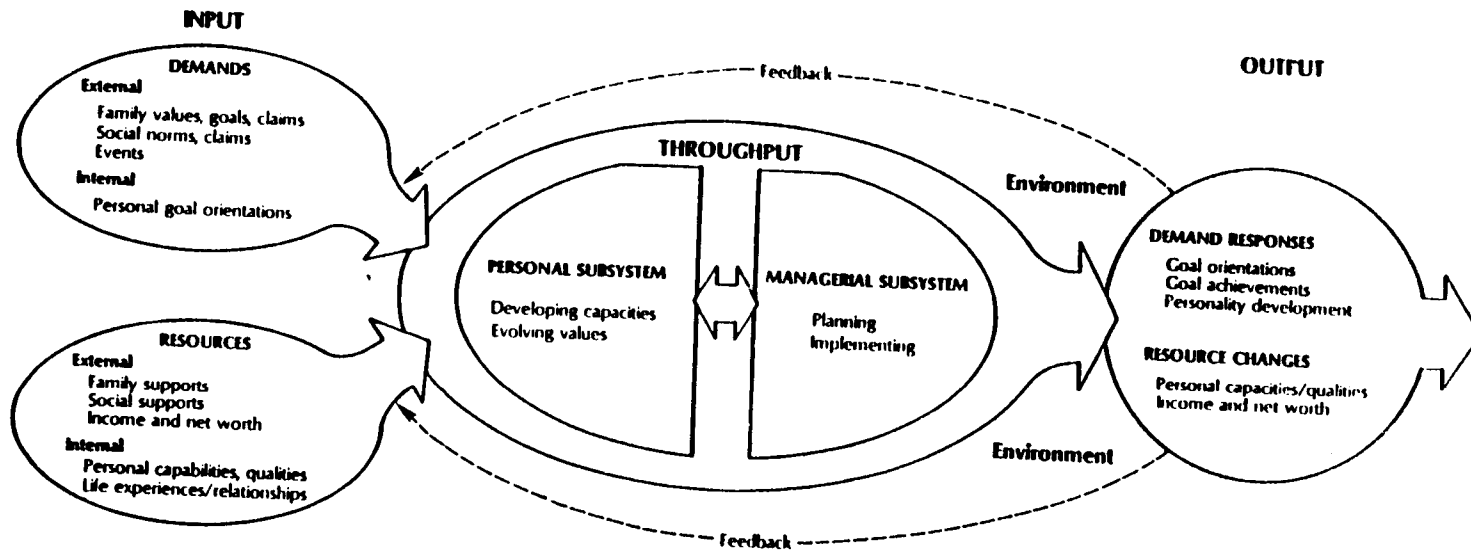 INPUT
DEMANDS
External
Family values, goals, claims
Social norms, claims
Events
Internal
Personal goal orientations
RESOURCES
External
Family supports
Social supports
Income and net worth
Internal
Personal capabilities, qualities
Life experiences/relationships
Feedback
THROUGHPUT
Environment
PERSONAL SUBSYSTEM
Developing capacities
Evolving values
MANAGERIAL SUBSYSTEM
Planning
Implementing
Environment
Feedback
OUTPUT
DEMAND RESPONSES
Goal orientations
Goal achievements
Personality development
RESOURCE CHANGES
Personal capacities/qualities
Income and net worth